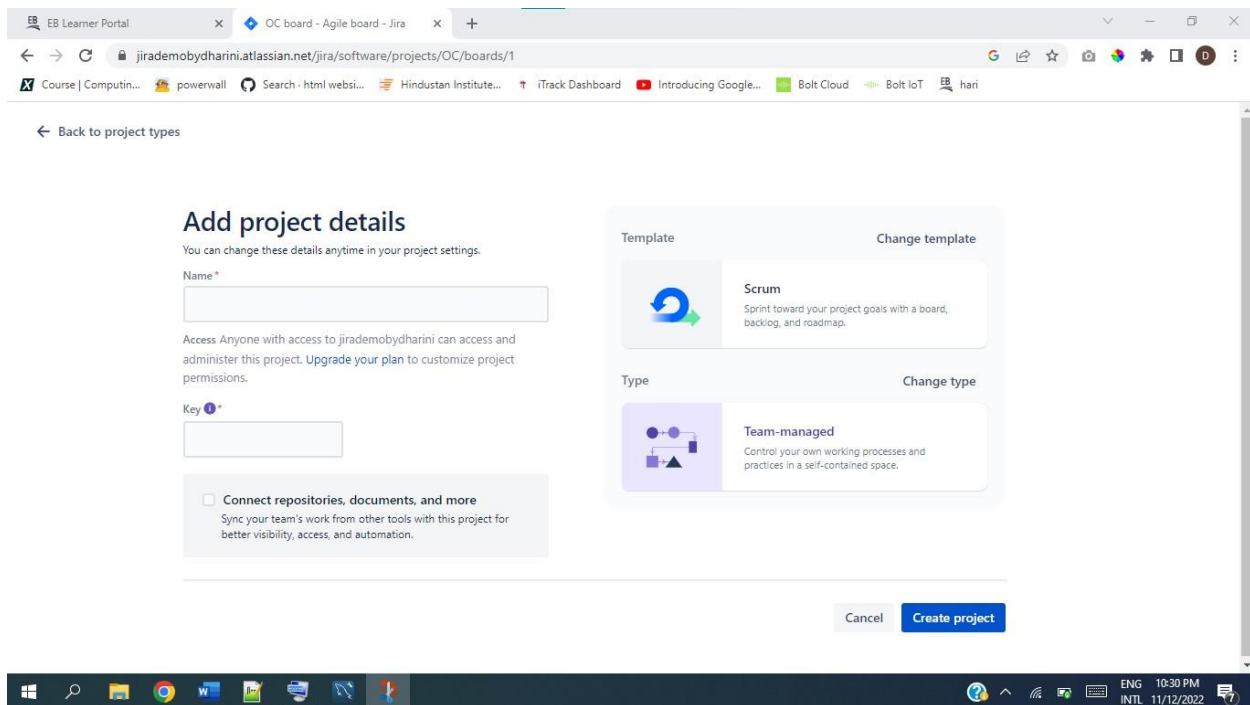 EB Learner Portal
OC board - Agile board - Jira
jirademobydharini.atlassian.net/jira/software/projects/OC/boards/1
Course | Computin... powerwall Search · html websi... Hindustan Institute... iTrack Dashboard Introducing Google... Bolt Cloud Bolt IoT hari
Back to project types
Add project details
You can change these details anytime in your project settings.
Name *
Access Anyone with access to jirademobydharini can access and
administer this project. Upgrade your plan to customize project
permissions.
Key *
Connect repositories, documents, and more
Sync your team's work from other tools with this project for
better visibility, access, and automation.
Template Change template
Scrum
Sprint toward your project goals with a board,
backlog, and roadmap.
Type Change type
Team-managed
Control your own working processes and
practices in a self-contained space.
Cancel Create project
ENG 10:30 PM
INTL 11/12/2022